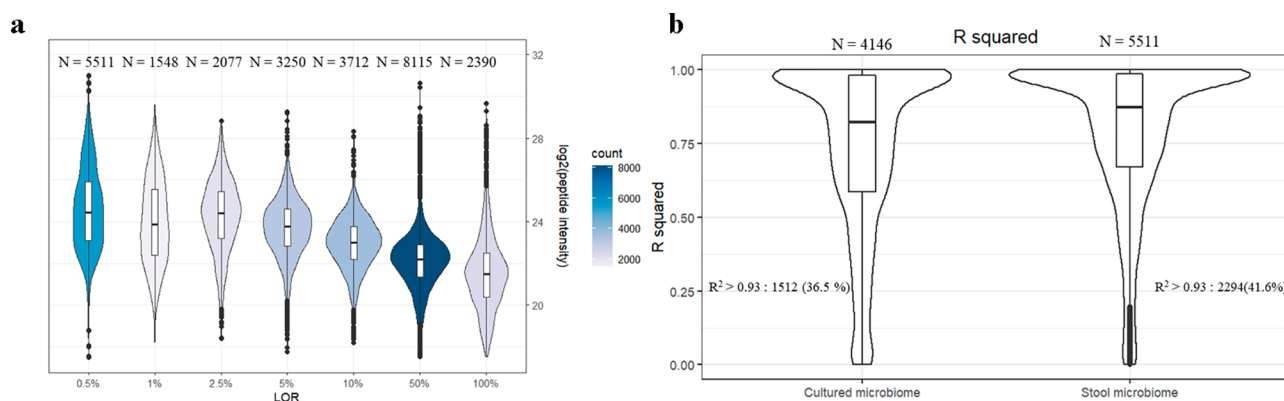 a
N = 5511 N = 1548 N = 2077 N = 3250 N = 3712 N = 8115 N = 2390
32
28
24
20
log2(peptide intensity)
0.5% 1% 2.5% 5% 10% 50% 100%
LOR
count
8000
6000
4000
2000
b
R squared
N = 4146 N = 5511
1.00
0.75
0.50
0.25
0.00
R squared
R² > 0.93 : 1512 (36.5 %)
R² > 0.93 : 2294(41.6%)
Cultured microbiome Stool microbiome